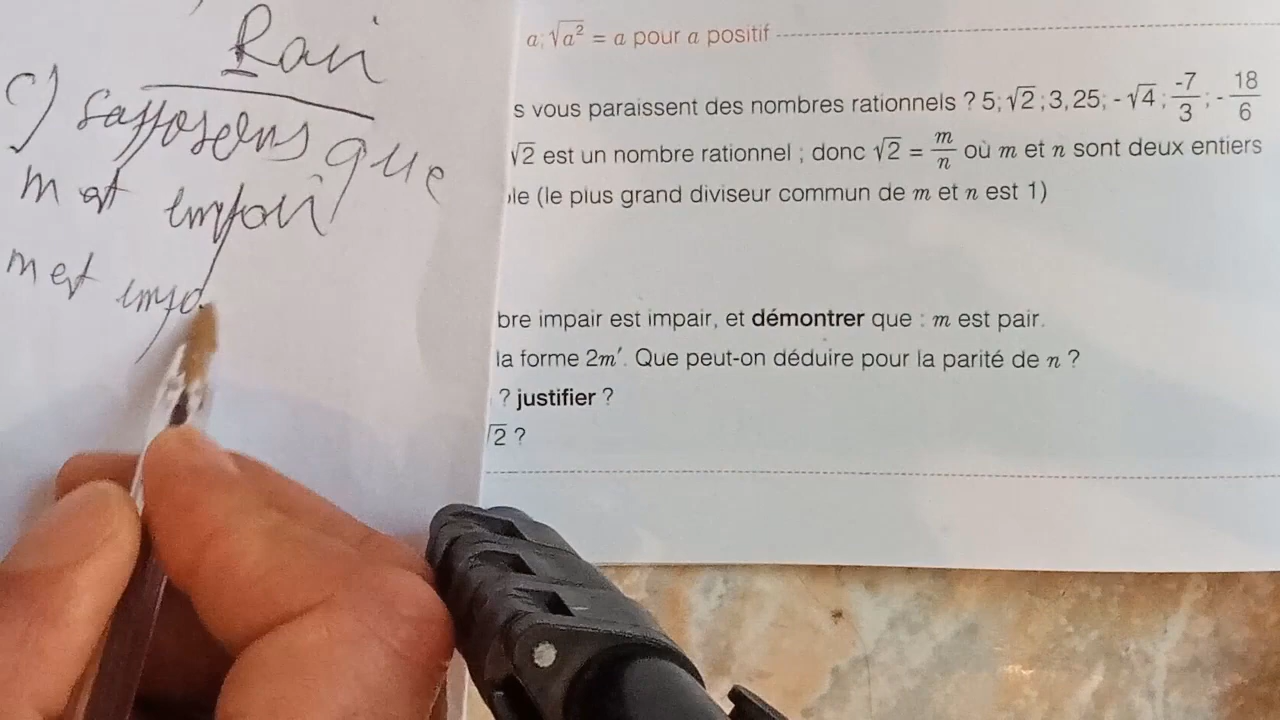 Rai
c) Supposons que
m est impair
m est impa
a; √a² = a pour a positif
s vous paraissent des nombres rationnels ? 5; √2; 3, 25; - √4; -7/3; - 18/6
√2 est un nombre rationnel ; donc √2 = m/n où m et n sont deux entiers
le (le plus grand diviseur commun de m et n est 1)
bre impair est impair, et démontrer que : m est pair.
la forme 2m′. Que peut-on déduire pour la parité de n ?
? justifier ?
√2 ?